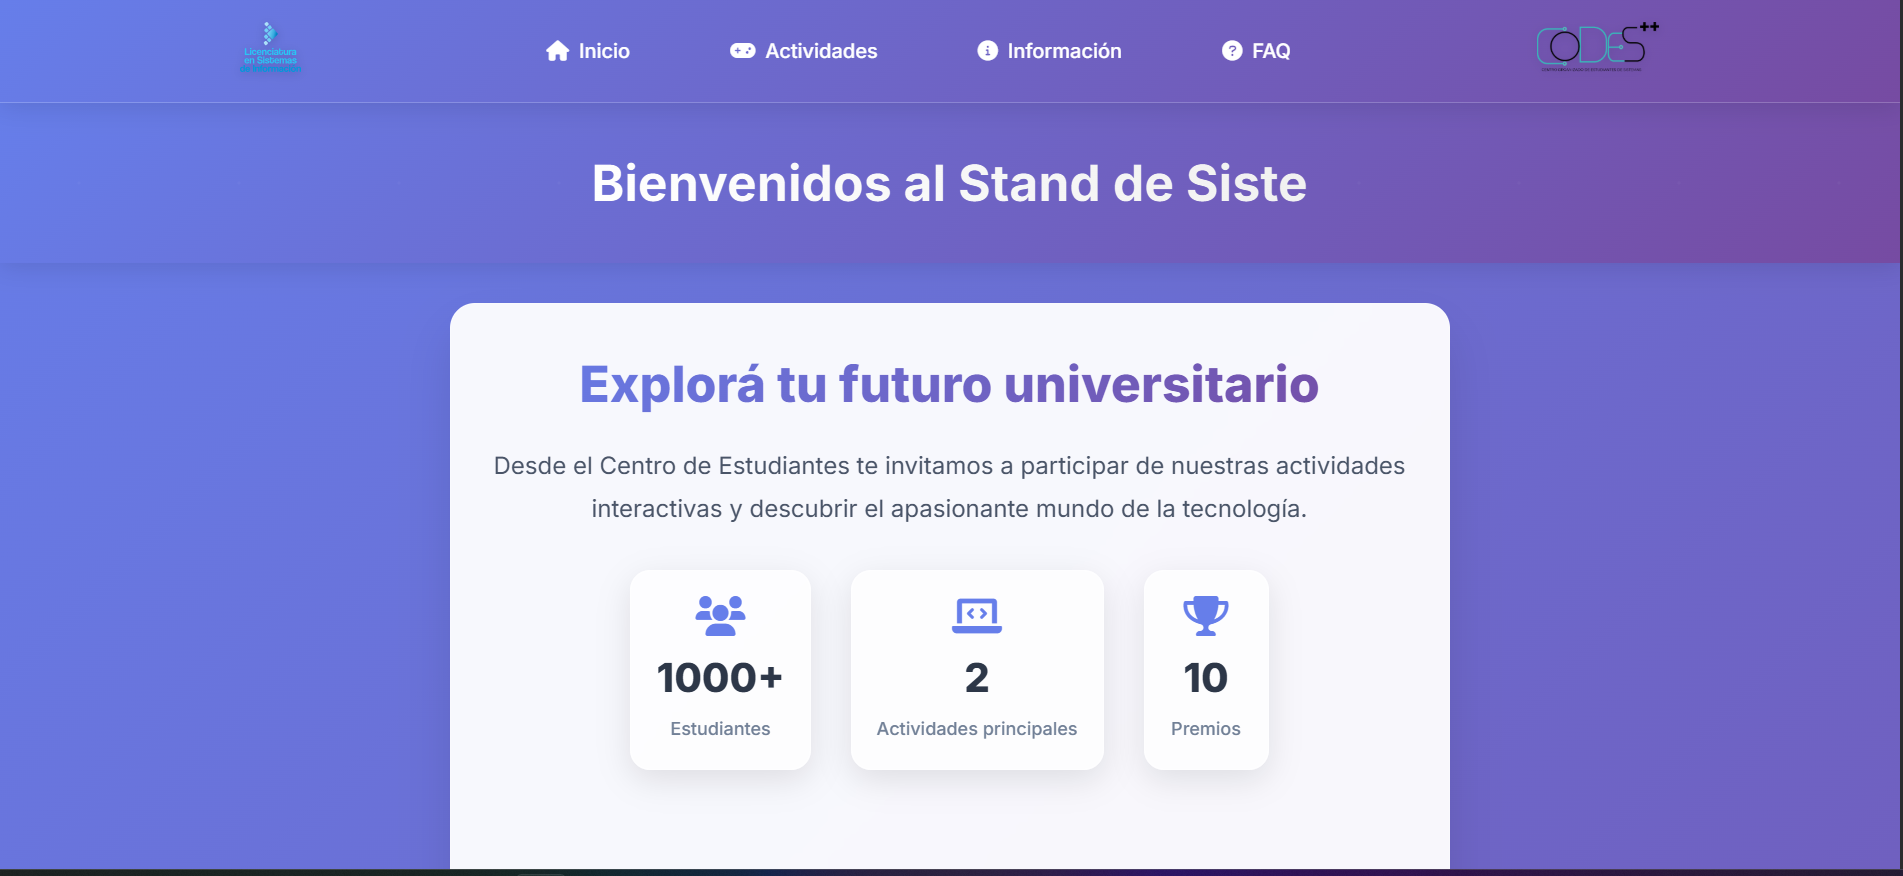 Licenciatura
en Sistemas
Inicio
Actividades
Información
FAQ
CODES++
Bienvenidos al Stand de Siste
Explorá tu futuro universitario
Desde el Centro de Estudiantes te invitamos a participar de nuestras actividades
interactivas y descubrir el apasionante mundo de la tecnología.
1000+
Estudiantes
2
Actividades principales
10
Premios